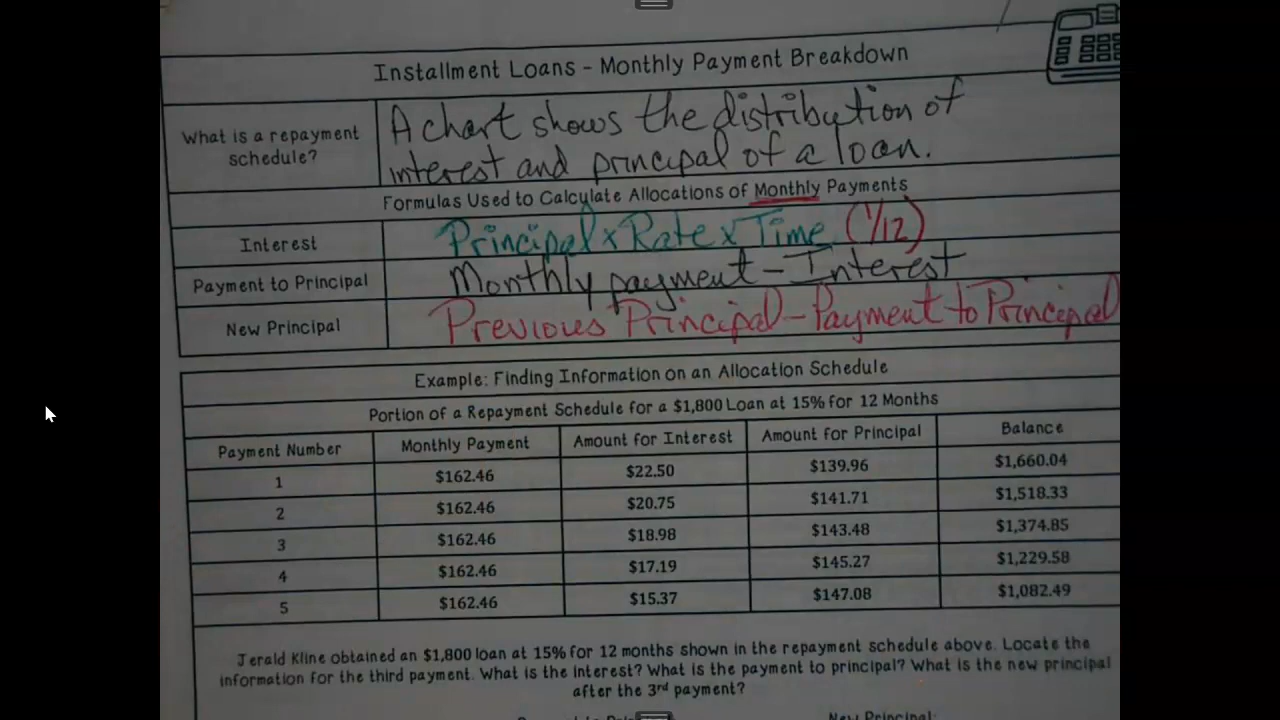 Installment Loans - Monthly Payment Breakdown
What is a repayment schedule?
A chart shows the distribution of
interest and principal of a loan.
Formulas Used to Calculate Allocations of Monthly Payments
Interest Principal x Rate x Time (1/12)
Payment to Principal Monthly payment - Interest
New Principal Previous Principal - Payment to Principal
Example: Finding Information on an Allocation Schedule
Portion of a Repayment Schedule for a $1,800 Loan at 15% for 12 Months
Payment Number Monthly Payment Amount for Interest Amount for Principal Balance
1 $162.46 $22.50 $139.96 $1,660.04
2 $162.46 $20.75 $141.71 $1,518.33
3 $162.46 $18.98 $143.48 $1,374.85
4 $162.46 $17.19 $145.27 $1,229.58
5 $162.46 $15.37 $147.08 $1,082.49
Jerald Kline obtained an $1,800 loan at 15% for 12 months shown in the repayment schedule above. Locate the
information for the third payment. What is the interest? What is the payment to principal? What is the new principal
after the 3rd payment?
New Principal: